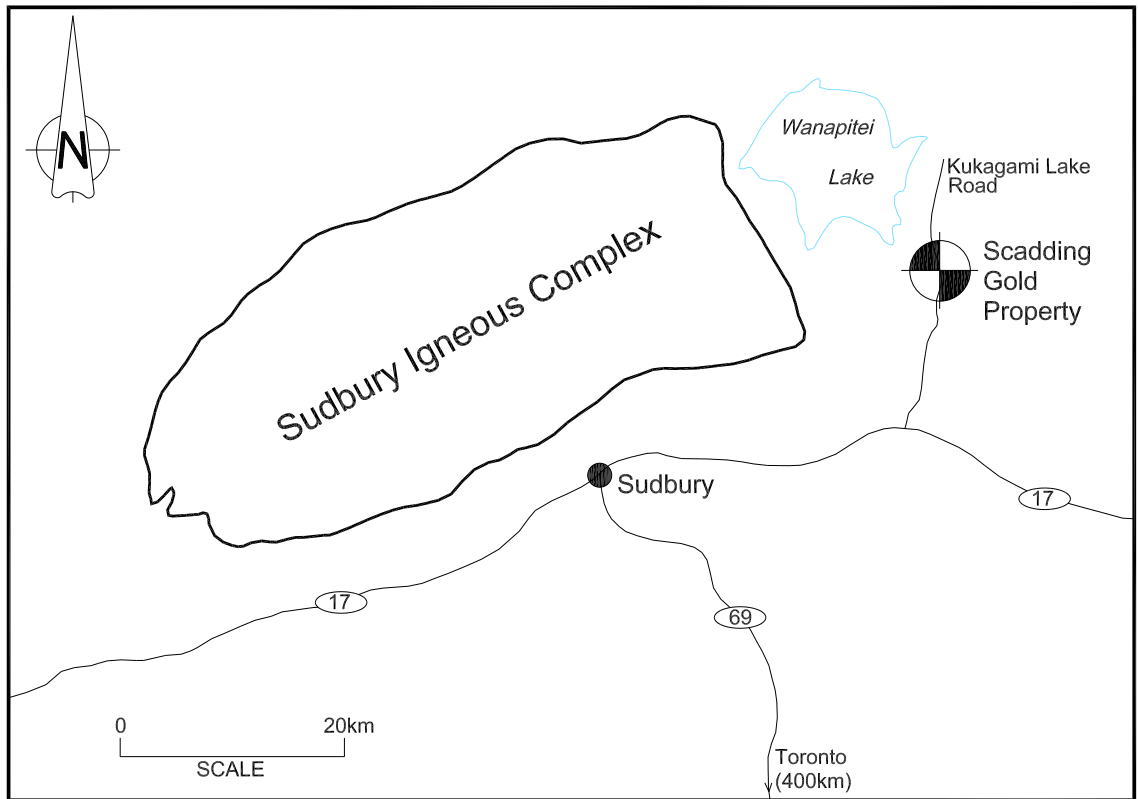 N
Wanapitei
Lake
Kukagami Lake
Road
Scadding
Gold
Property
Sudbury Igneous Complex
Sudbury
17
17
69
0 20km
SCALE
Toronto
(400km)